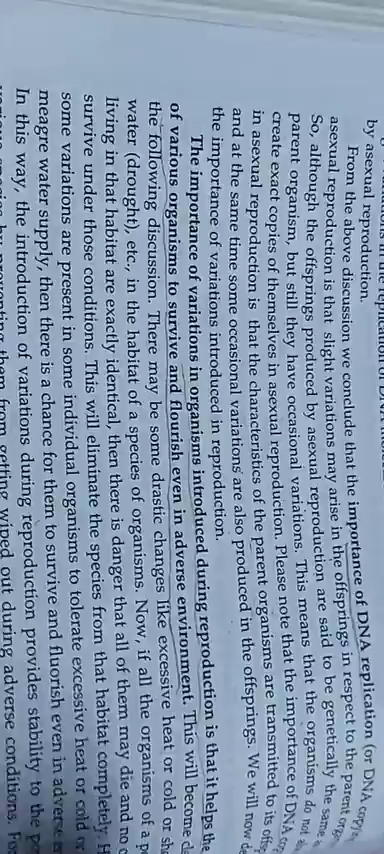 by asexual reproduction.
From the above discussion we conclude that the importance of DNA replication (or DNA copying
asexual reproduction is that slight variations may arise in the offsprings in respect to the parent
So, although the offsprings produced by asexual reproduction are said to be genetically the same
parent organism, but still they have occasional variations. This means that the organisms do not
create exact copies of themselves in asexual reproduction. Please note that the importance of DNA
in asexual reproduction is that the characteristics of the parent organisms are transmitted to its
and at the same time some occasional variations are also produced in the offsprings. We will now
the importance of variations introduced in reproduction.
The importance of variations in organisms introduced during reproduction is that it helps the
of various organisms to survive and flourish even in adverse environment. This will become
the following discussion. There may be some drastic changes like excessive heat or cold or
water (drought), etc., in the habitat of a species of organisms. Now, if all the organisms of a
living in that habitat are exactly identical, then there is danger that all of them may die and no
survive under those conditions. This will eliminate the species from that habitat completely.
some variations are present in some individual organisms to tolerate excessive heat or cold or
meagre water supply, then there is a chance for them to survive and fluorish even in adverse
In this way, the introduction of variations during reproduction provides stability to the
by preventing them from getting wiped out during adverse conditions.